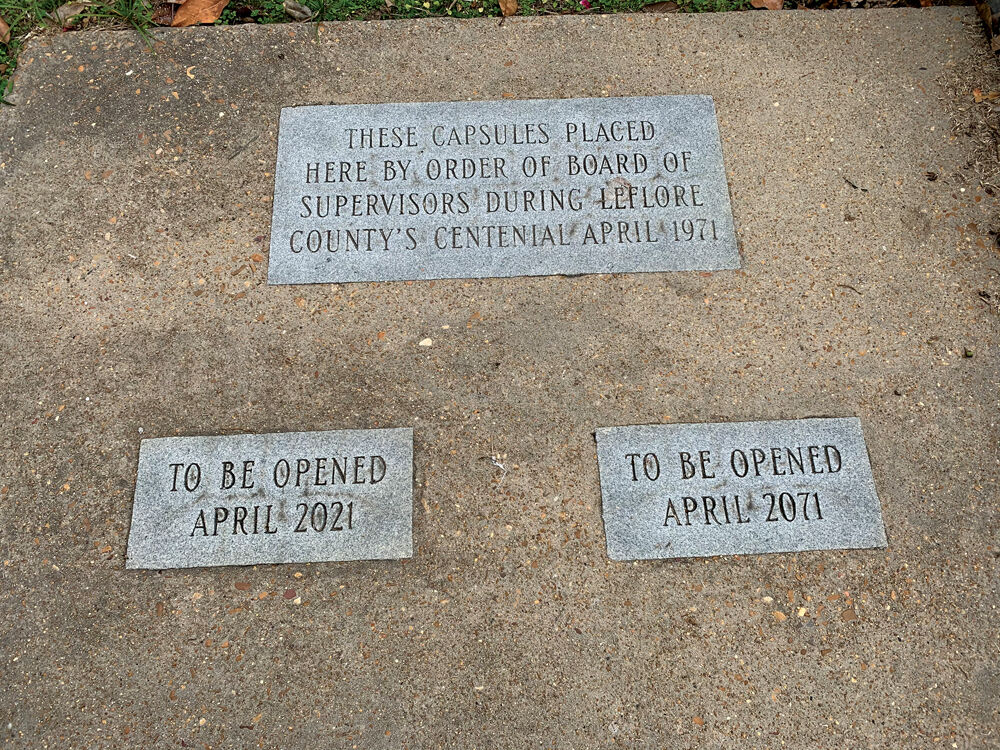 THESE CAPSULES PLACED
HERE BY ORDER OF BOARD OF
SUPERVISORS DURING LEFLORE
COUNTY'S CENTENIAL APRIL 1971
TO BE OPENED
APRIL 2021
TO BE OPENED
APRIL 2071